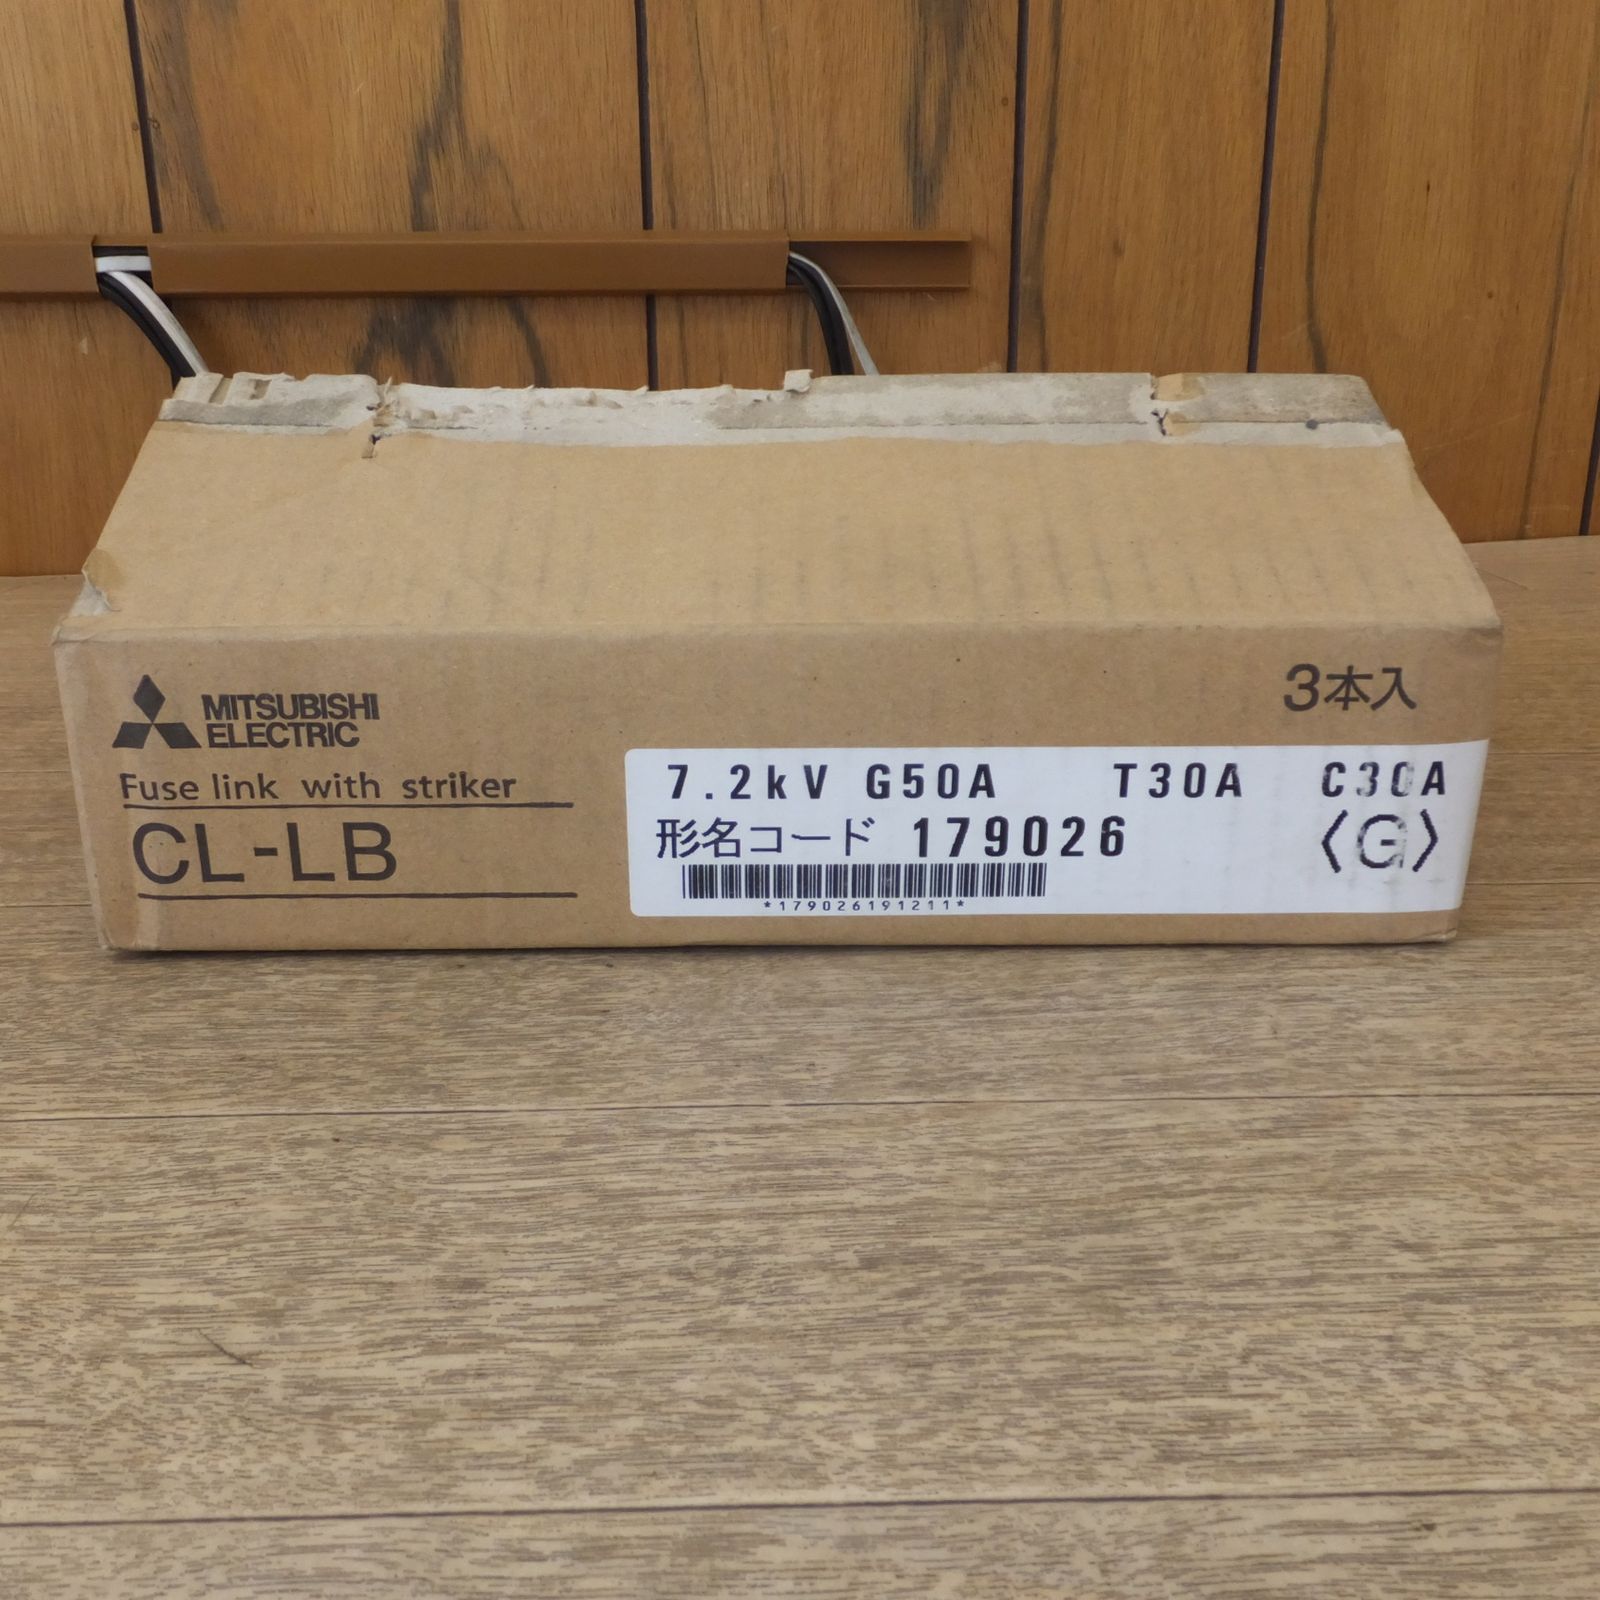 MITSUBISHI
ELECTRIC
3本入
Fuse link with striker
CL-LB
7.2kV G50A T30A C30A
形名コード 179026 〈G〉
*179026191211*